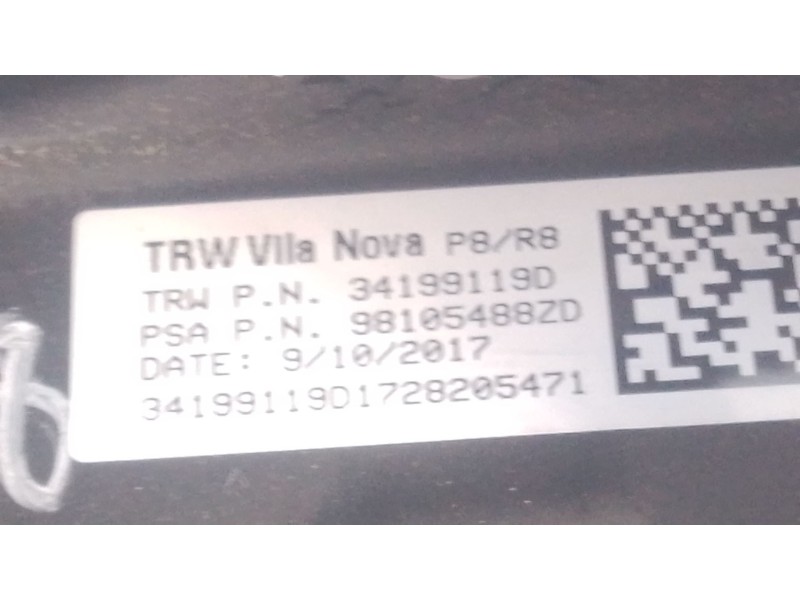 TRW Vila Nova P8/R8
TRW P.N. 34199119D
PSA P.N. 98105488ZD
DATE: 9/10/2017
34199119D1728205471